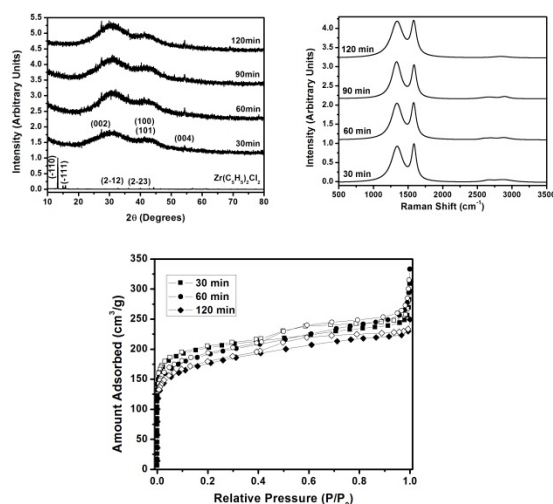 Intensity (Arbitrary Units)
5.5
5.0
4.5
4.0
3.5
3.0
2.5
2.0
1.5
1.0
0.5
0.0
120min
90min
60min
30min
(002)
(100)
(101)
(004)
(-110)
(-111)
(2-12)
(2-23)
Zr(C5H5)2Cl2
10 20 30 40 50 60 70 80
2θ (Degrees)
Intensity (Arbitrary Units)
4.0
3.5
3.0
2.5
2.0
1.5
1.0
0.5
0.0
120 min
90 min
60 min
30 min
500 1000 1500 2000 2500 3000 3500
Raman Shift (cm-1)
Amount Adsorbed (cm3/g)
350
300
250
200
150
100
50
0
30 min
60 min
120 min
0.0 0.2 0.4 0.6 0.8 1.0
Relative Pressure (P/Po)